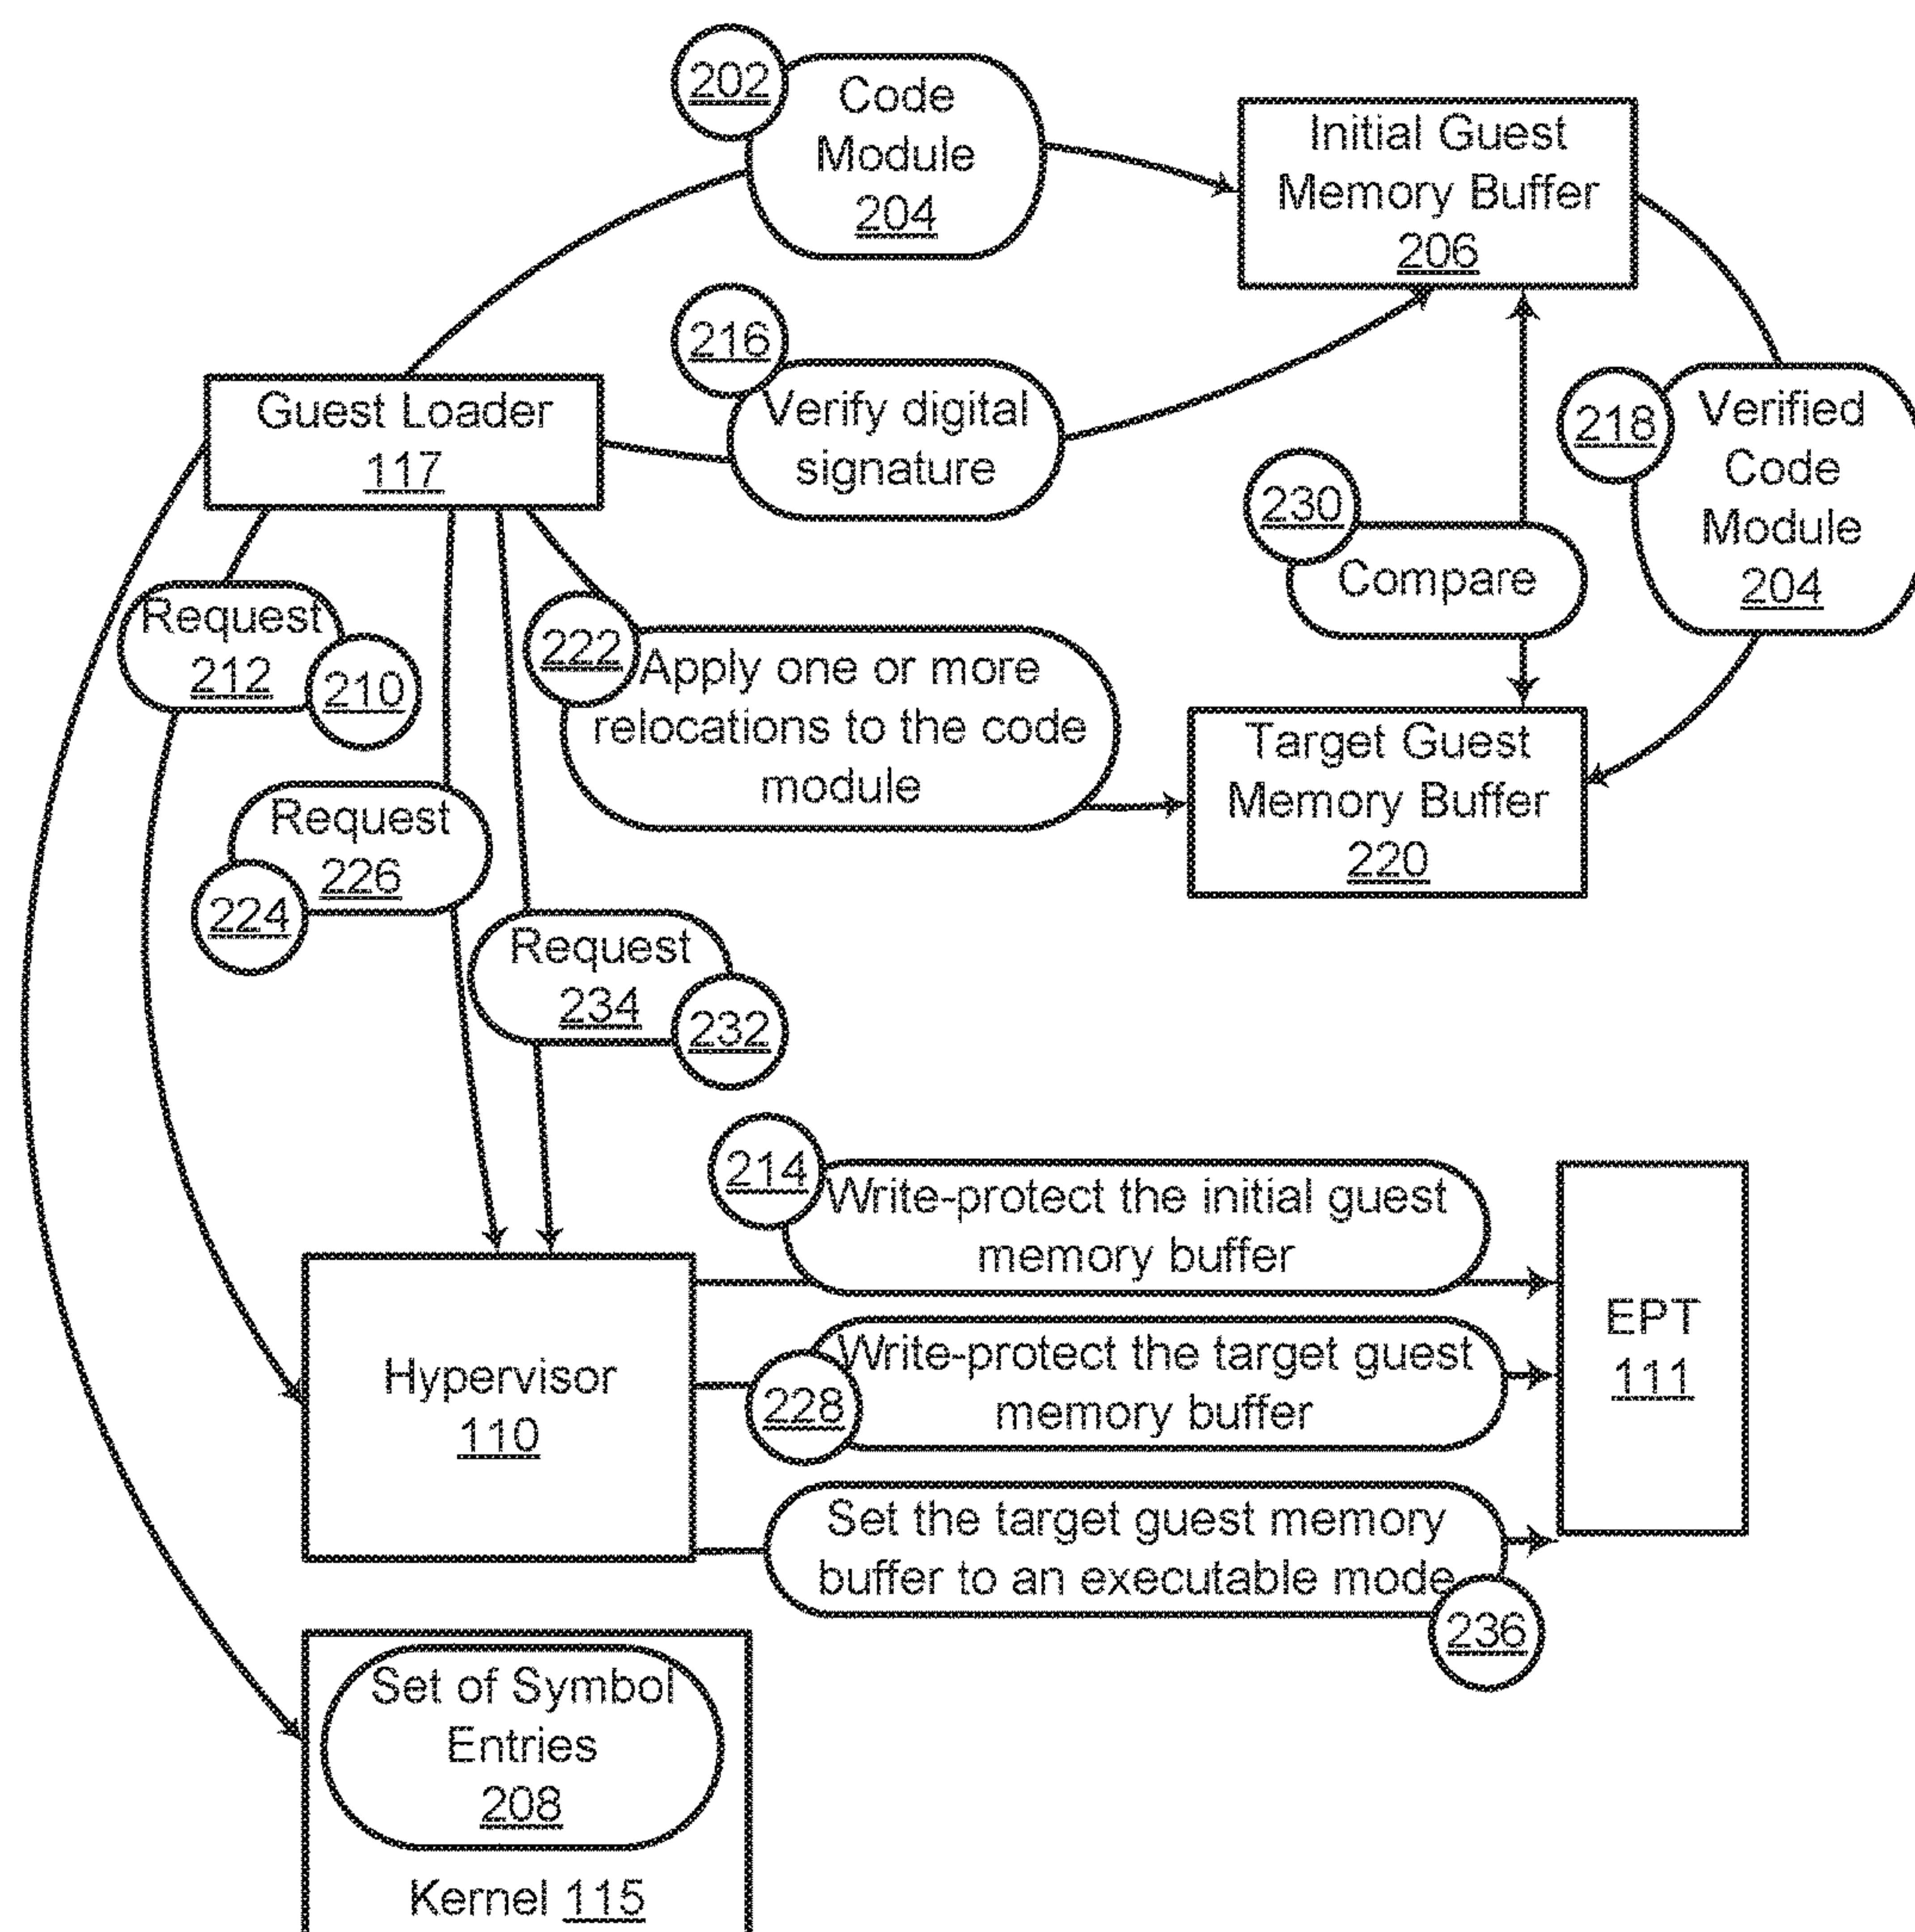 202
Code
Module
204
Initial Guest
Memory Buffer
206
216
Verify digital
signature
Guest Loader
117
218
Verified
Code
Module
204
230
Compare
Request
212
210
222
Apply one or more
relocations to the code
module
Target Guest
Memory Buffer
220
Request
226
224
Request
234
232
214
Write-protect the initial guest
memory buffer
Hypervisor
110
228
Write-protect the target guest
memory buffer
EPT
111
Set the target guest memory
buffer to an executable mode
236
Set of Symbol
Entries
208
Kernel 115